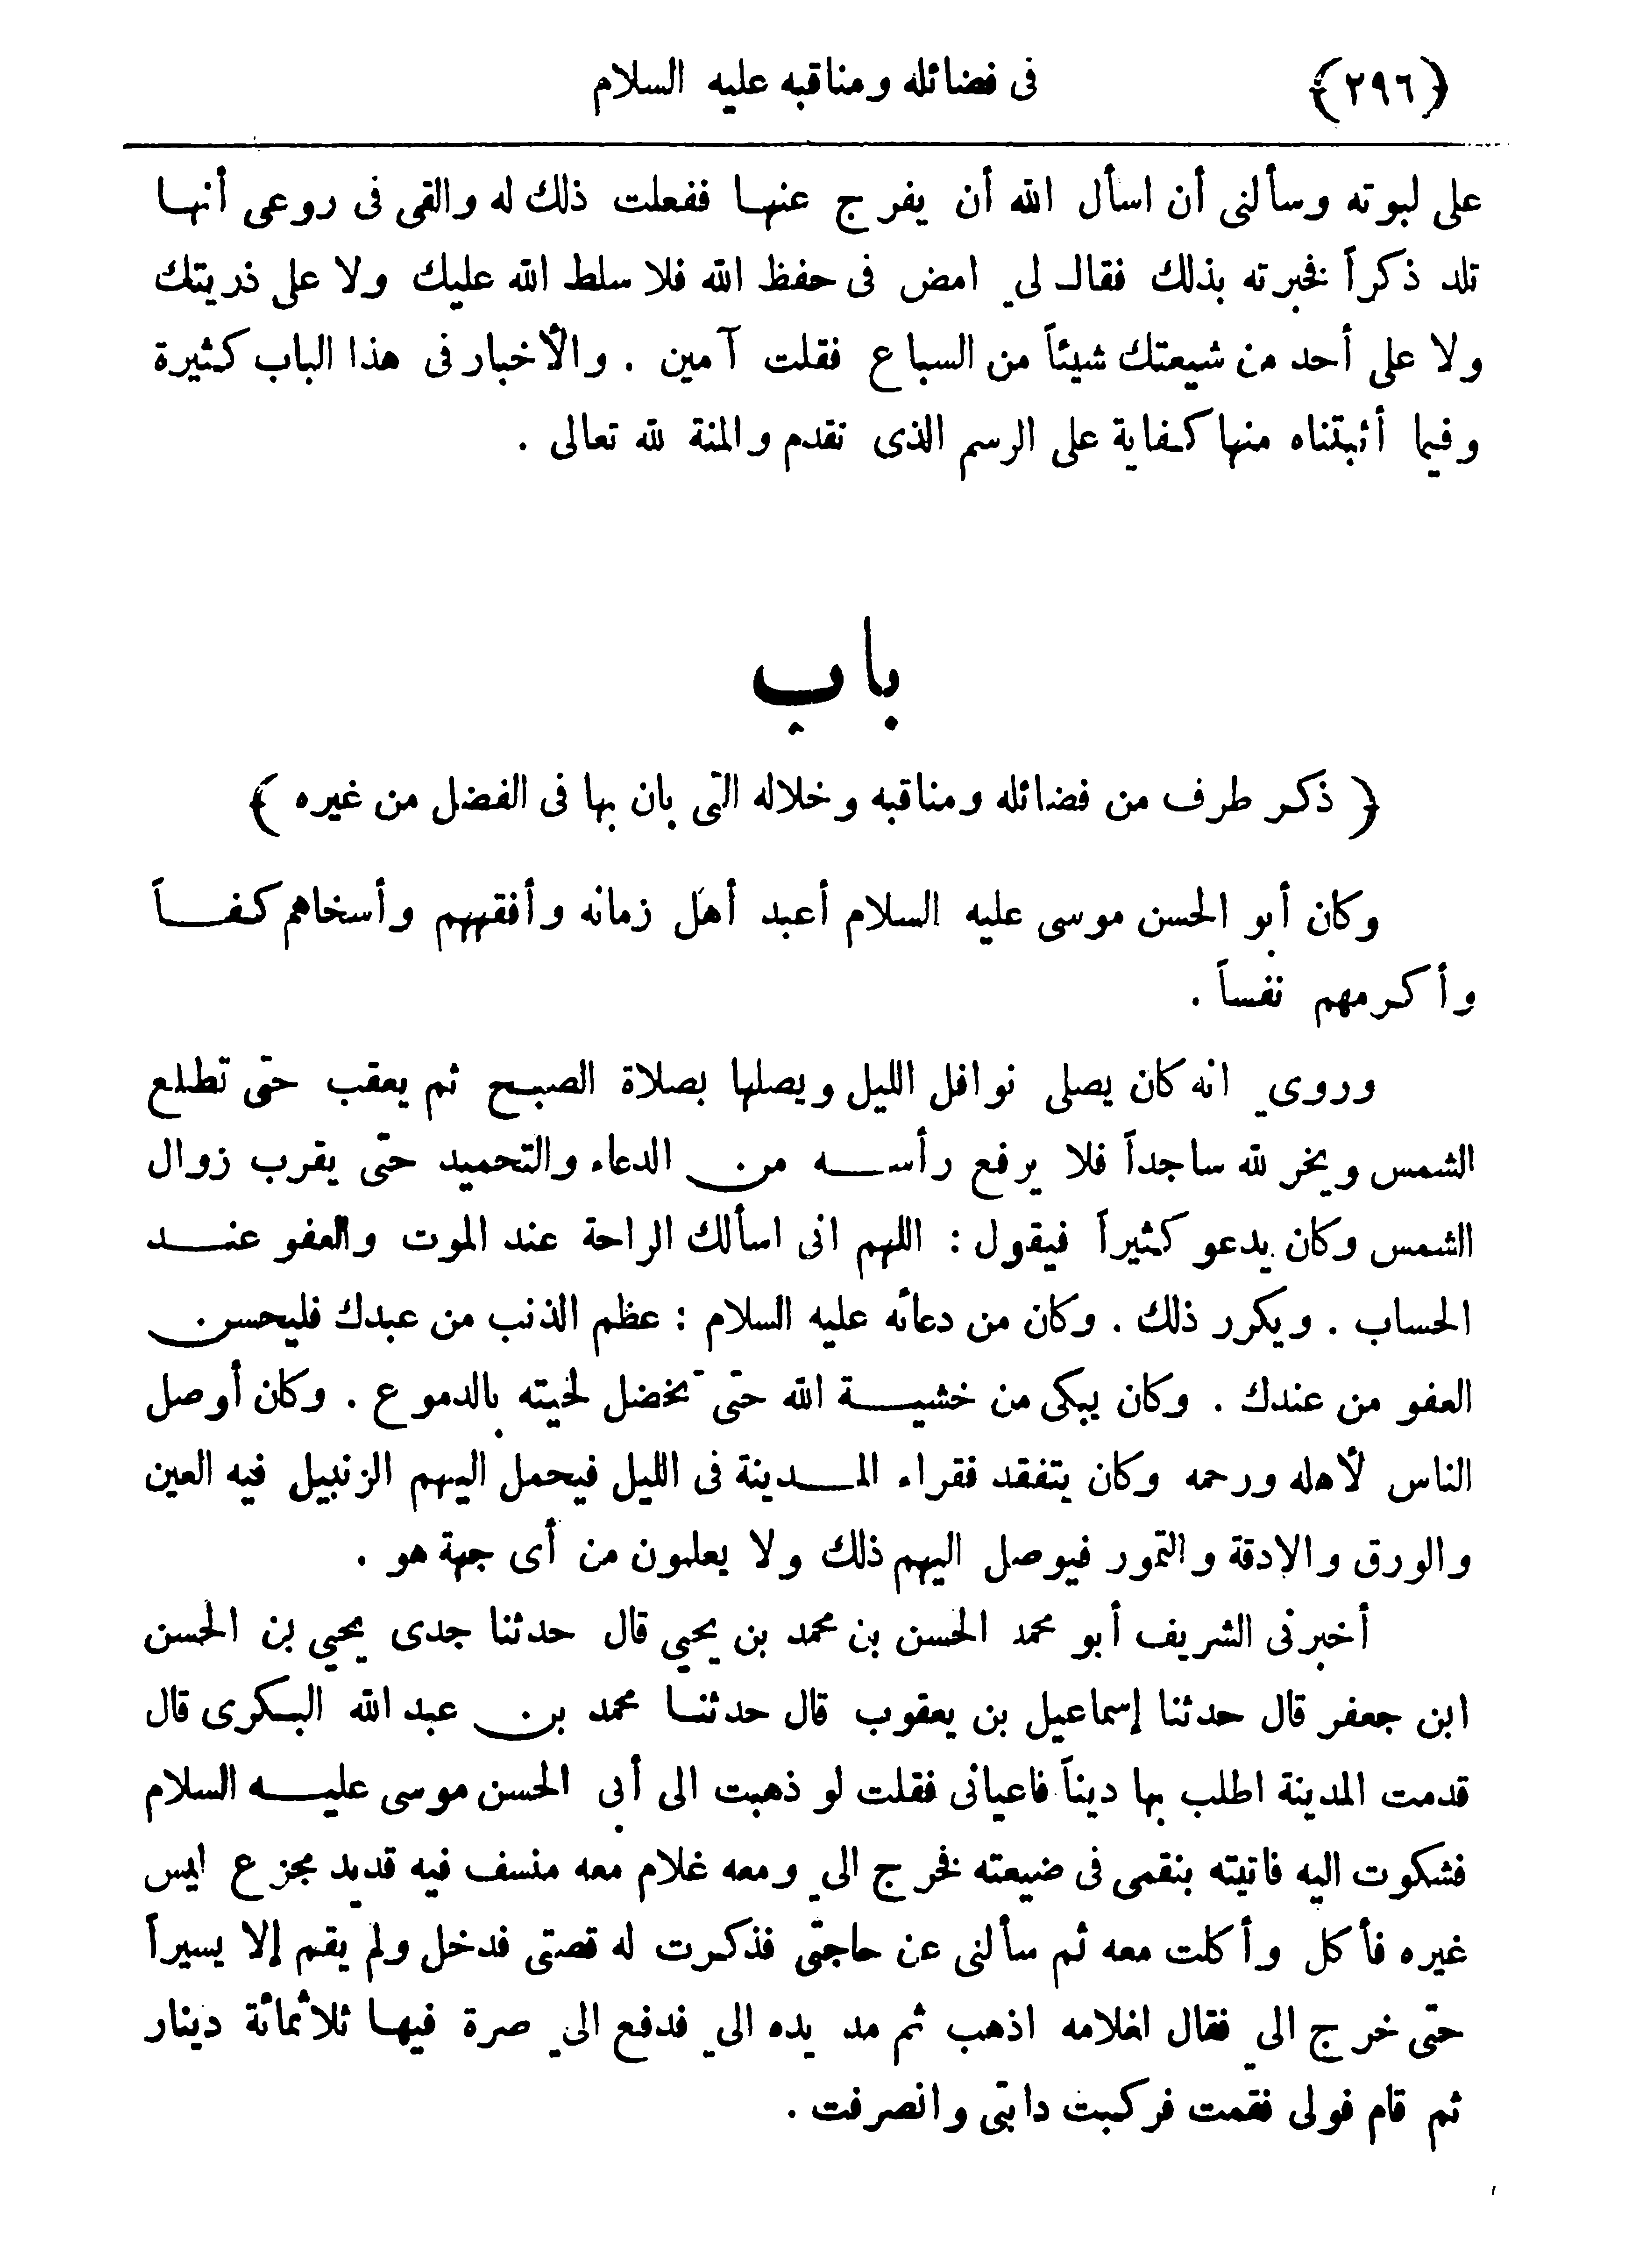 ﴿٢٩٦﴾ فى فضائله ومناقبه عليه السلام
على لبوته وسألنى أن اسأل الله أن يفرج عنها ففعلت ذلك له والقى فى روعى أنها
تلد ذكراً فخبرته بذلك فقال لي امض فى حفظ الله فلا سلط الله عليك ولا على ذريتك
ولا على أحد من شيعتك شيئاً من السباع فقلت آمين . والأخبار فى هذا الباب كثيرة
وفيما أثبتناه منها كفاية على الرسم الذى تقدم والمنة لله تعالى .
باب
﴿ ذكر طرف من فضائله ومناقبه وخلاله التى بان بها فى الفضل من غيره ﴾
وكان أبو الحسن موسى عليه السلام أعبد أهل زمانه وأفقههم وأسخاهم كفاً
وأكرمهم نفساً .
وروي انه كان يصلى نوافل الليل ويصلها بصلاة الصبح ثم يعقب حتى تطلع
الشمس ويخر لله ساجداً فلا يرفع رأسه من الدعاء والتحميد حتى يقرب زوال
الشمس وكان يدعو كثيراً فيقول : اللهم انى اسألك الراحة عند الموت والعفو عند
الحساب . ويكرر ذلك . وكان من دعائه عليه السلام : عظم الذنب من عبدك فليحسن
العفو من عندك . وكان يبكى من خشية الله حتى تخضل لحيته بالدموع . وكان أوصل
الناس لأهله ورحمه وكان يتفقد فقراء المدينة فى الليل فيحمل اليهم الزنبيل فيه العين
والورق والادقة والتمور فيوصل اليهم ذلك ولا يعلمون من أى جهة هو .
أخبرنى الشريف أبو محمد الحسن بن محمد بن يحيي قال حدثنا جدى يحيي بن الحسن
ابن جعفر قال حدثنا إسماعيل بن يعقوب قال حدثنا محمد بن عبد الله البكرى قال
قدمت المدينة اطلب بها ديناً فاعيانى فقلت لو ذهبت الى أبى الحسن موسى عليه السلام
فشكوت اليه فاتيته بنقمى فى ضيعته فخرج الي ومعه غلام معه منسف فيه قديد مجزع ليس
غيره فأكل وأكلت معه ثم سألنى عن حاجتى فذكرت له قصتى فدخل ولم يقم إلا يسيراً
حتى خرج الي فقال لغلامه اذهب ثم مد يده الي فدفع الي صرة فيها ثلاثمائة دينار
ثم قام فولى فقمت فركبت دابتى وانصرفت .